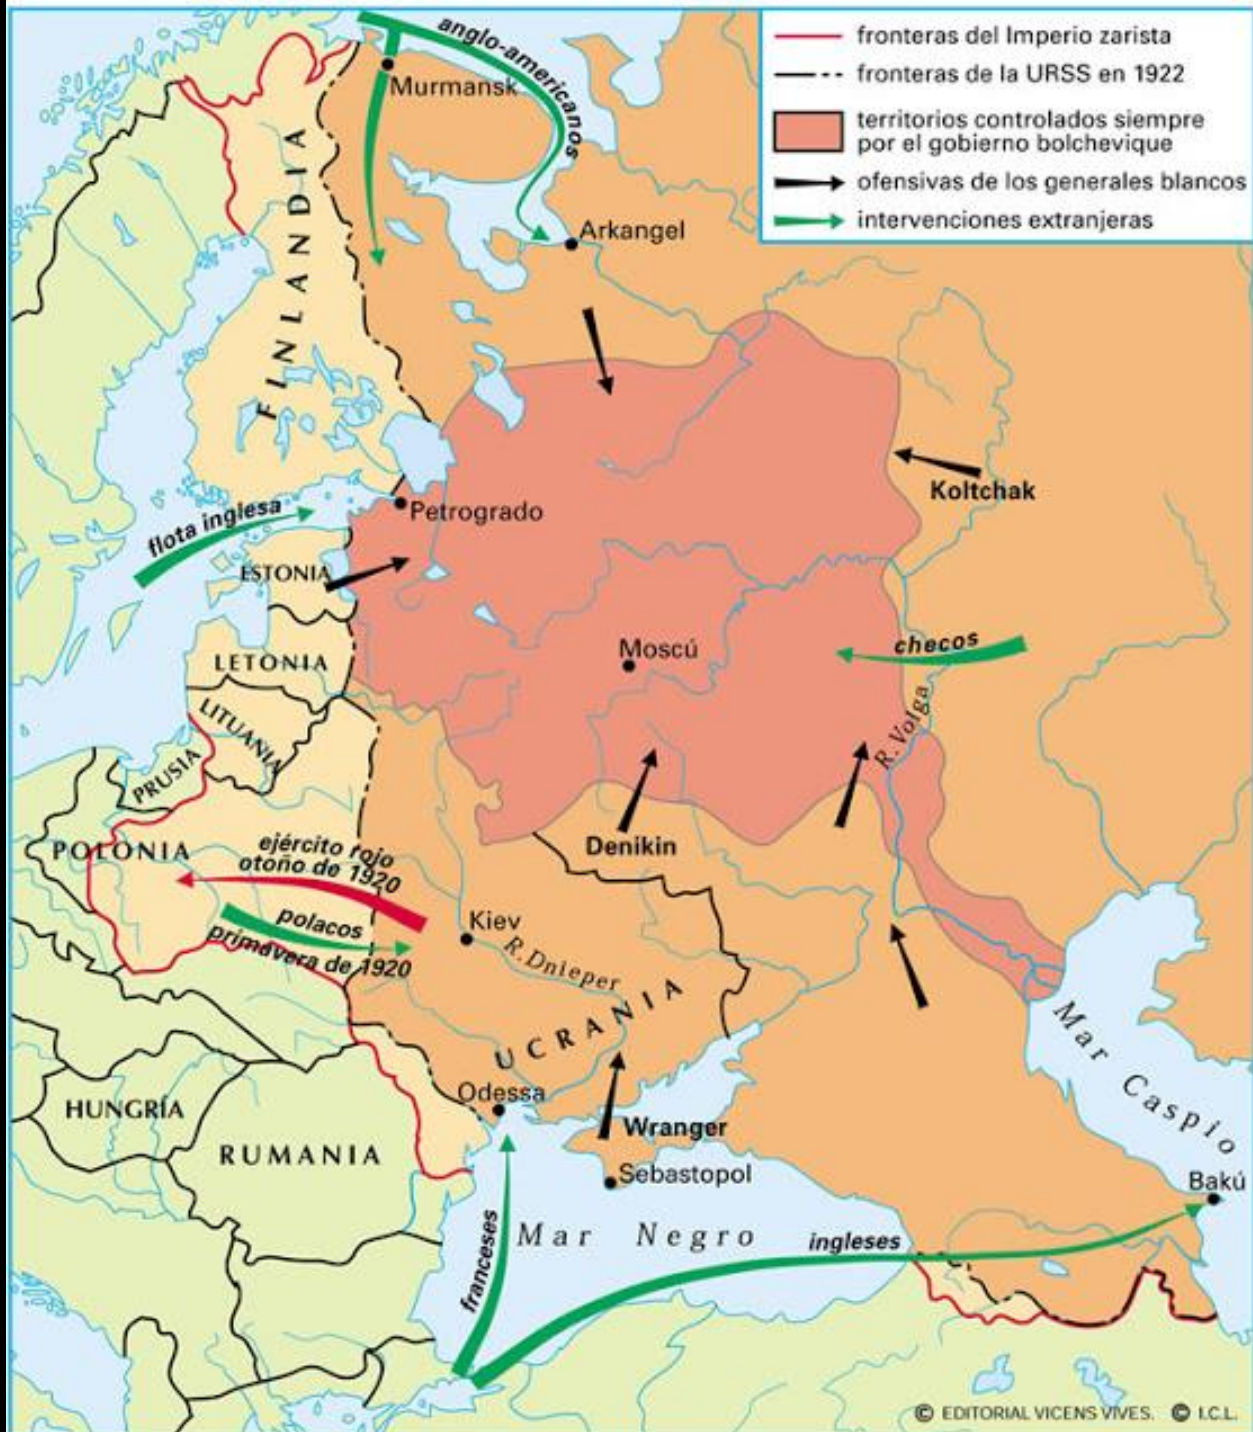 fronteras del Imperio zarista
fronteras de la URSS en 1922
territorios controlados siempre
por el gobierno bolchevique
ofensivas de los generales blancos
intervenciones extranjeras
anglo-americanos
Murmansk
Arkangel
FINLANDIA
Koltchak
flota inglesa
Petrogrado
ESTONIA
Moscú
checos
LETONIA
LITUANIA
R. Volga
PRUSIA
POLONIA
ejército rojo
otoño de 1920
Denikin
polacos
primavera de 1920
Kiev
R. Dnieper
UCRANIA
Mar Caspio
Odessa
HUNGRÍA
RUMANIA
Wranger
Sebastopol
Bakú
franceses
Mar Negro
ingleses
© EDITORIAL VICENS VIVES. © I.C.L.